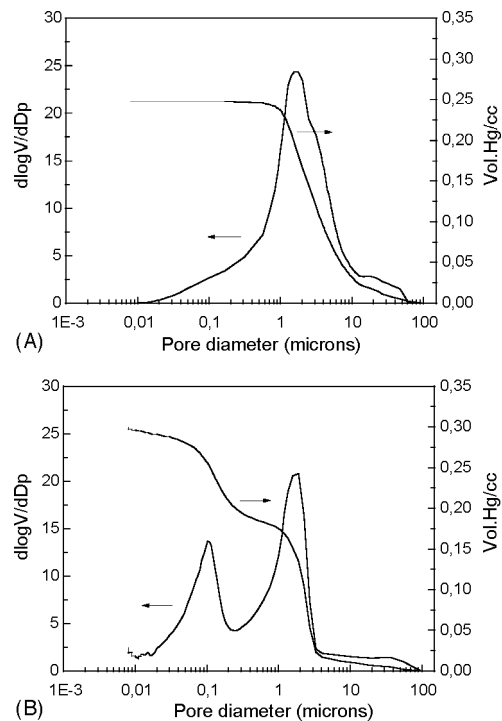 30 0,35
25 0,30
20 0,25
15 0,20
10 0,15
5 0,10
0 0,05
0,00
dlogV/dDp
Vol.Hg/cc
1E-3 0,01 0,1 1 10 100
Pore diameter (microns)
(A)
30 0,35
25 0,30
20 0,25
15 0,20
10 0,15
5 0,10
0 0,05
0,00
dlogV/dDp
Vol.Hg/cc
1E-3 0,01 0,1 1 10 100
Pore diameter (microns)
(B)